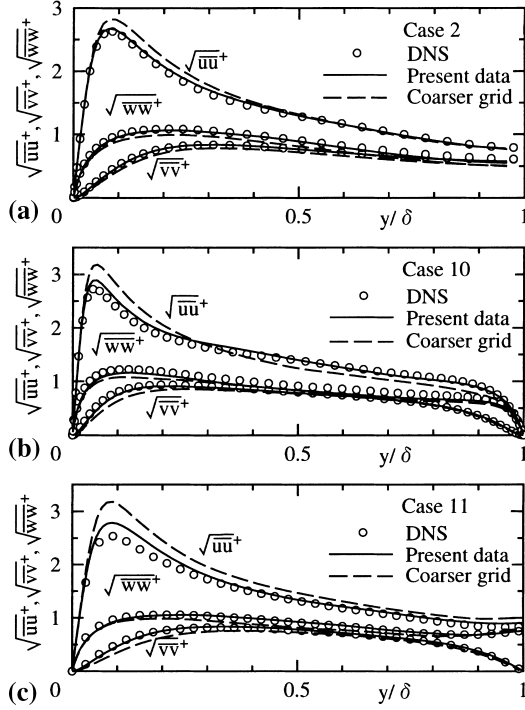 √uu⁺, √vv⁺, √ww⁺
3
2
1
0
Case 2
DNS
Present data
Coarser grid
√uu⁺
√ww⁺
√vv⁺
(a)
0
0.5
y/ δ
1
√uu⁺, √vv⁺, √ww⁺
3
2
1
0
Case 10
DNS
Present data
Coarser grid
√uu⁺
√ww⁺
√vv⁺
(b)
0
0.5
y/ δ
1
√uu⁺, √vv⁺, √ww⁺
3
2
1
0
Case 11
DNS
Present data
Coarser grid
√uu⁺
√ww⁺
√vv⁺
(c)
0
0.5
y/ δ
1